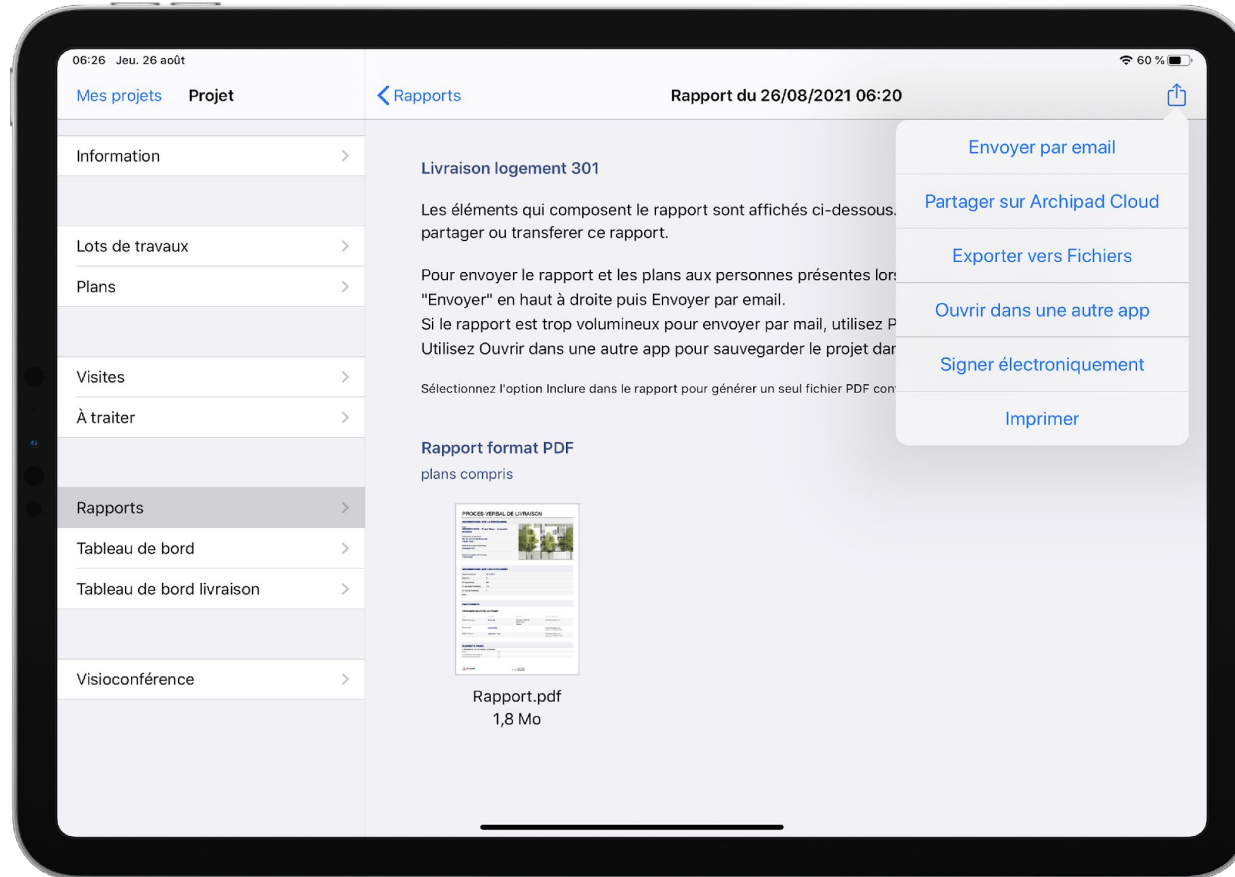 06:26 Jeu. 26 août
60 %
Mes projets Projet
Rapports
Rapport du 26/08/2021 06:20
Information
Lots de travaux
Plans
Visites
À traiter
Rapports
Tableau de bord
Tableau de bord livraison
Visioconférence
Livraison logement 301
Les éléments qui composent le rapport sont affichés ci-dessous.
partager ou transferer ce rapport.
Pour envoyer le rapport et les plans aux personnes présentes
"Envoyer" en haut à droite puis Envoyer par email.
Si le rapport est trop volumineux pour envoyer par mail, utilisez P
Utilisez Ouvrir dans une autre app pour sauvegarder le projet
Sélectionnez l'option Inclure dans le rapport pour générer un seul fichier PDF
Rapport format PDF
plans compris
PROCES-VERBAL DE LIVRAISON
Rapport.pdf
1,8 Mo
Envoyer par email
Partager sur Archipad Cloud
Exporter vers Fichiers
Ouvrir dans une autre app
Signer électroniquement
Imprimer